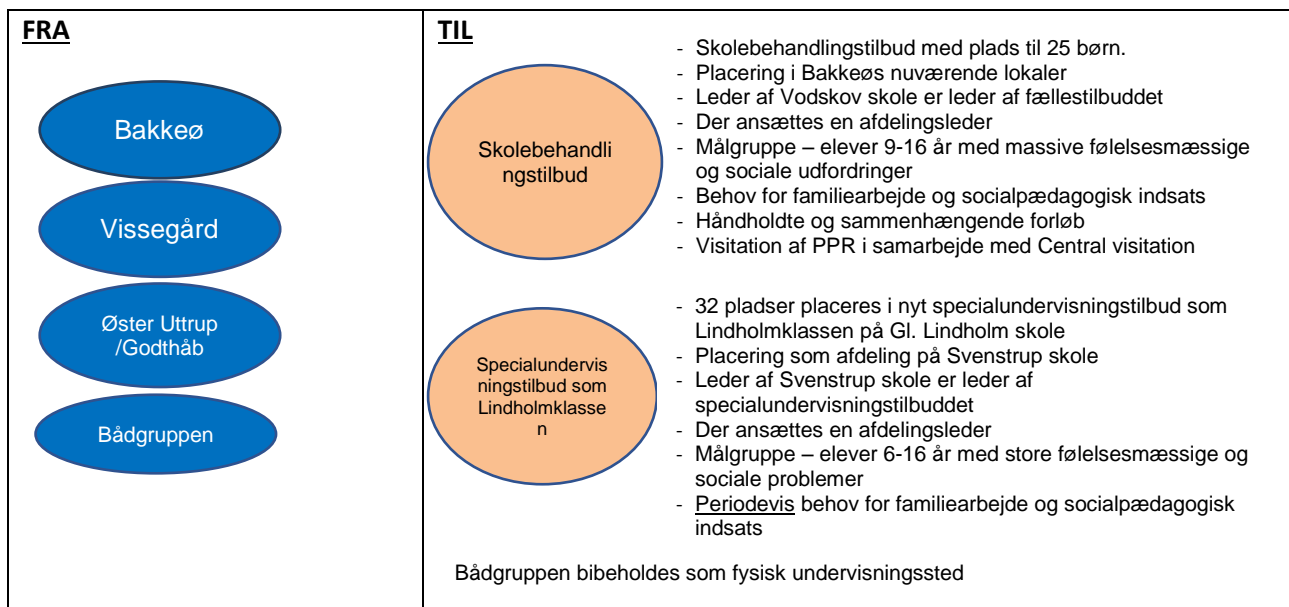 FRA
Bakkeø
Vissegård
Øster Uttrup
/Godthåb
Bådgruppen
TIL
Skolebehandli
ngstilbud
- Skolebehandlingstilbud med plads til 25 børn.
- Placering i Bakkeøs nuværende lokaler
- Leder af Vodskov skole er leder af fællestilbuddet
- Der ansættes en afdelingsleder
- Målgruppe – elever 9-16 år med massive følelsesmæssige
og sociale udfordringer
- Behov for familiearbejde og socialpædagogisk indsats
- Håndholdte og sammenhængende forløb
- Visitation af PPR i samarbejde med Central visitation
Specialundervis
ningstilbud som
Lindholmklasse
n
- 32 pladser placeres i nyt specialundervisningstilbud som
Lindholmklassen på Gl. Lindholm skole
- Placering som afdeling på Svenstrup skole
- Leder af Svenstrup skole er leder af
specialundervisningtilbuddet
- Der ansættes en afdelingsleder
- Målgruppe – elever 6-16 år med store følelsesmæssige og
sociale problemer
- Periodevis behov for familiearbejde og socialpædagogisk
indsats
Bådgruppen bibeholdes som fysisk undervisningssted